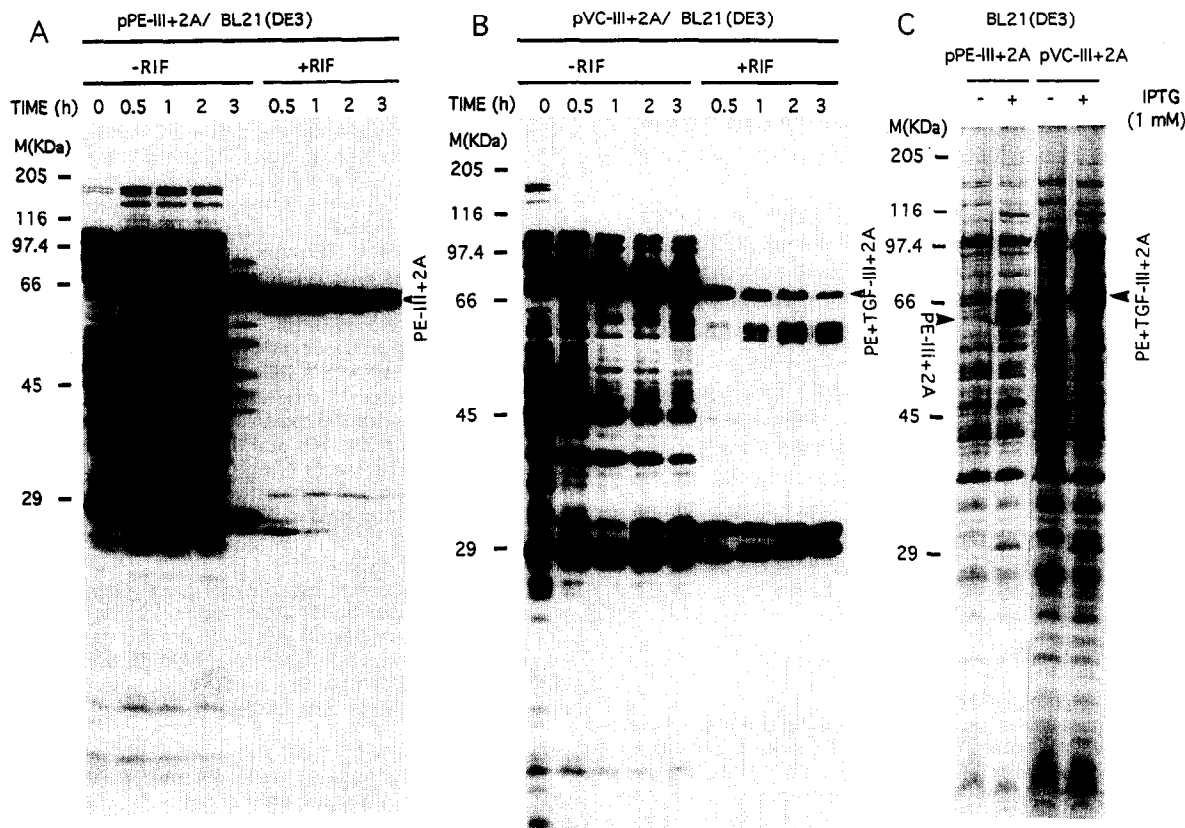 A
pPE-III+2A/ BL21(DE3)
-RIF +RIF
TIME (h) 0 0.5 1 2 3 0.5 1 2 3
M(KDa)
205
116
97.4
66
45
29
PE-III+2A
B
pVC-III+2A/ BL21(DE3)
-RIF +RIF
TIME (h) 0 0.5 1 2 3 0.5 1 2 3
M(KDa)
205
116
97.4
66
45
29
PE+TGF-III+2A
C
BL21(DE3)
pPE-III+2A pVC-III+2A
- + - + IPTG
(1 mM)
M(KDa)
205
116
97.4
66
45
29
PE-III+2A
PE+TGF-III+2A